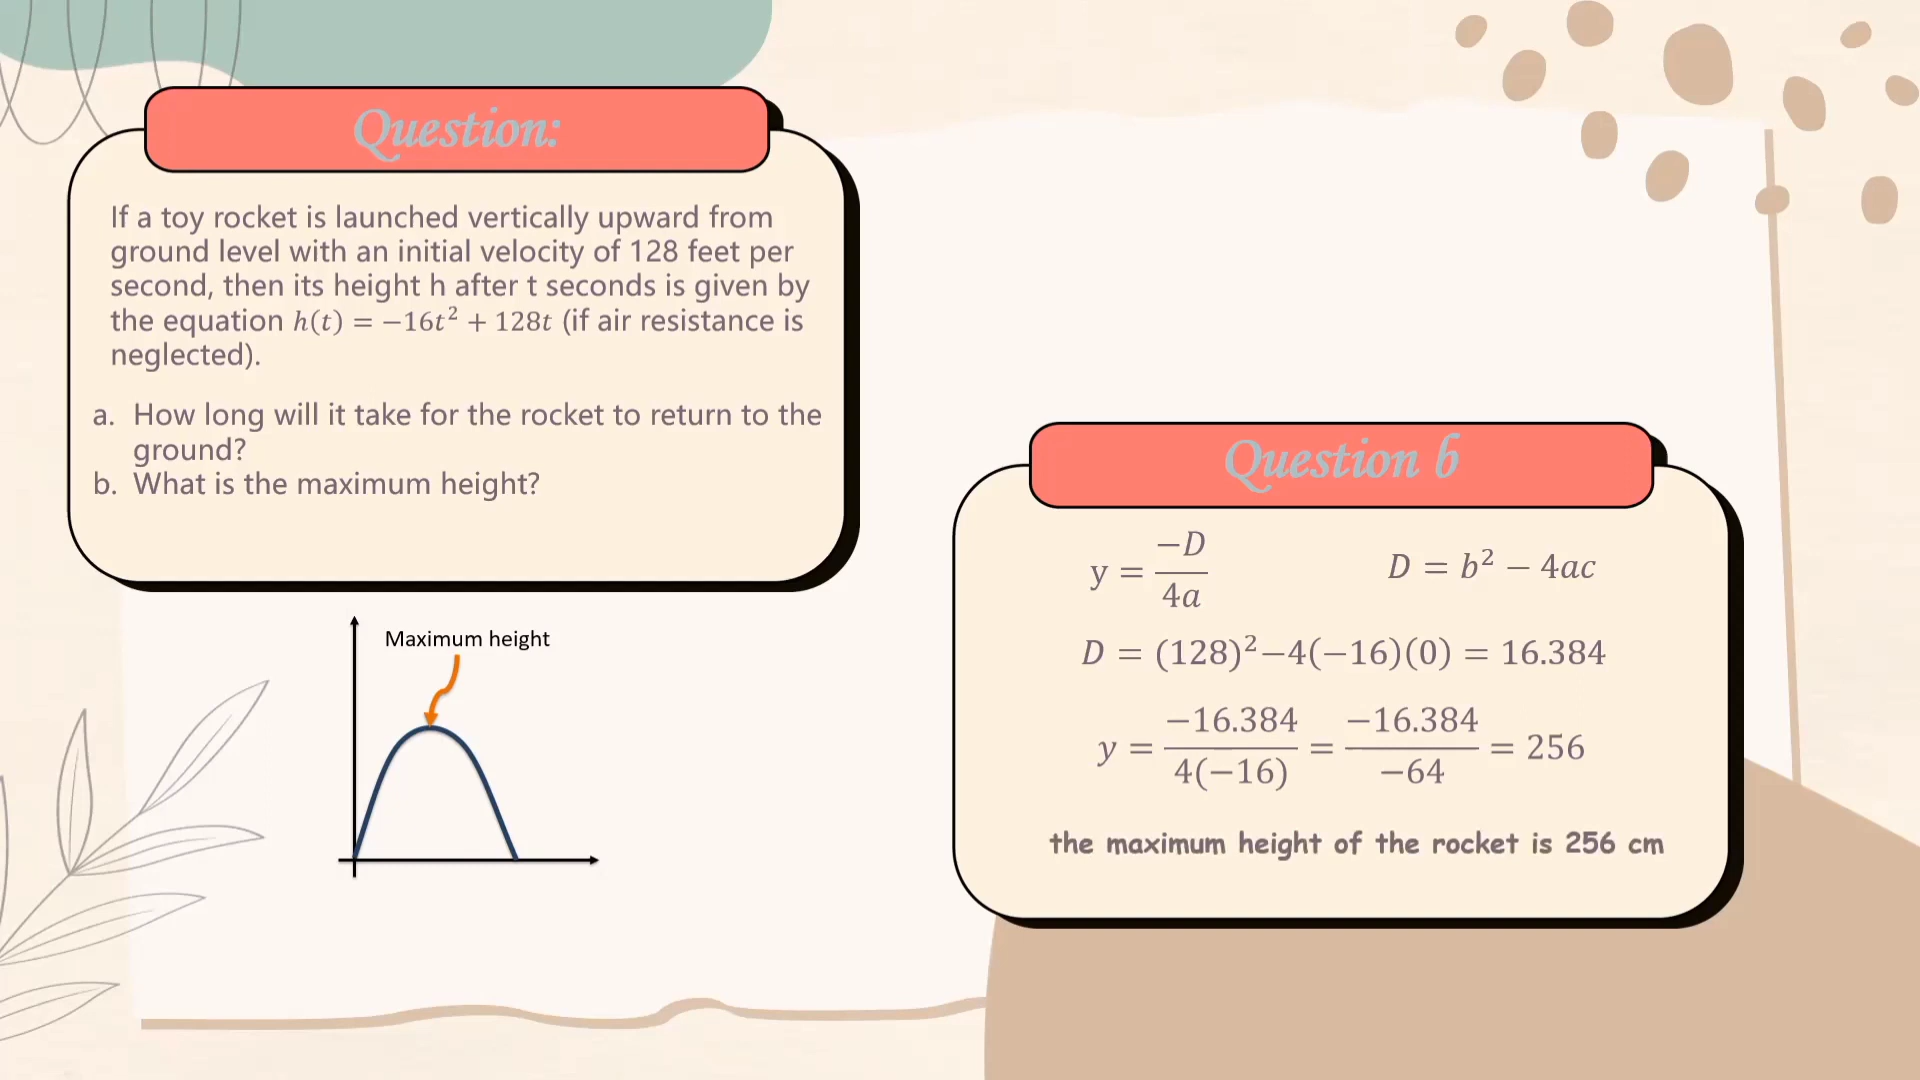 Question:
If a toy rocket is launched vertically upward from
ground level with an initial velocity of 128 feet per
second, then its height h after t seconds is given by
the equation h(t) = −16t² + 128t (if air resistance is
neglected).
a. How long will it take for the rocket to return to the
ground?
b. What is the maximum height?
Maximum height
Question b
y = −D/4a    D = b² − 4ac
D = (128)²−4(−16)(0) = 16.384
y = −16.384/4(−16) = −16.384/−64 = 256
the maximum height of the rocket is 256 cm